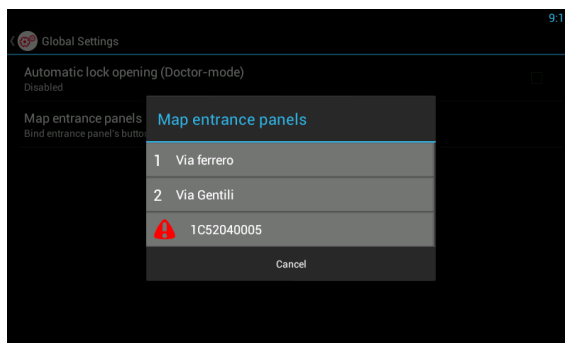 9:1
Global Settings
Automatic lock opening (Doctor-mode)
Disabled
Map entrance panels
Bind entrance panel's butto
Map entrance panels
1 Via ferrero
2 Via Gentili
1C52040005
Cancel